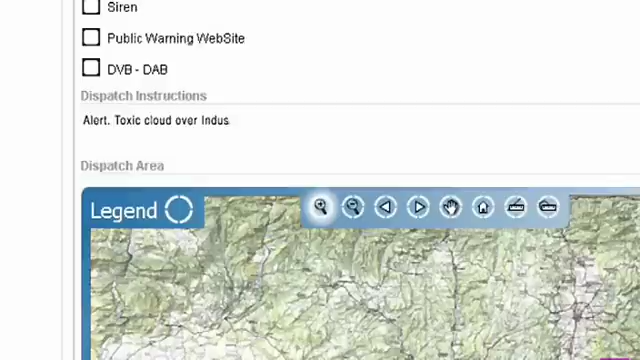 Siren
Public Warning WebSite
DVB - DAB
Dispatch Instructions
Alert. Toxic cloud over Indus
Dispatch Area
Legend